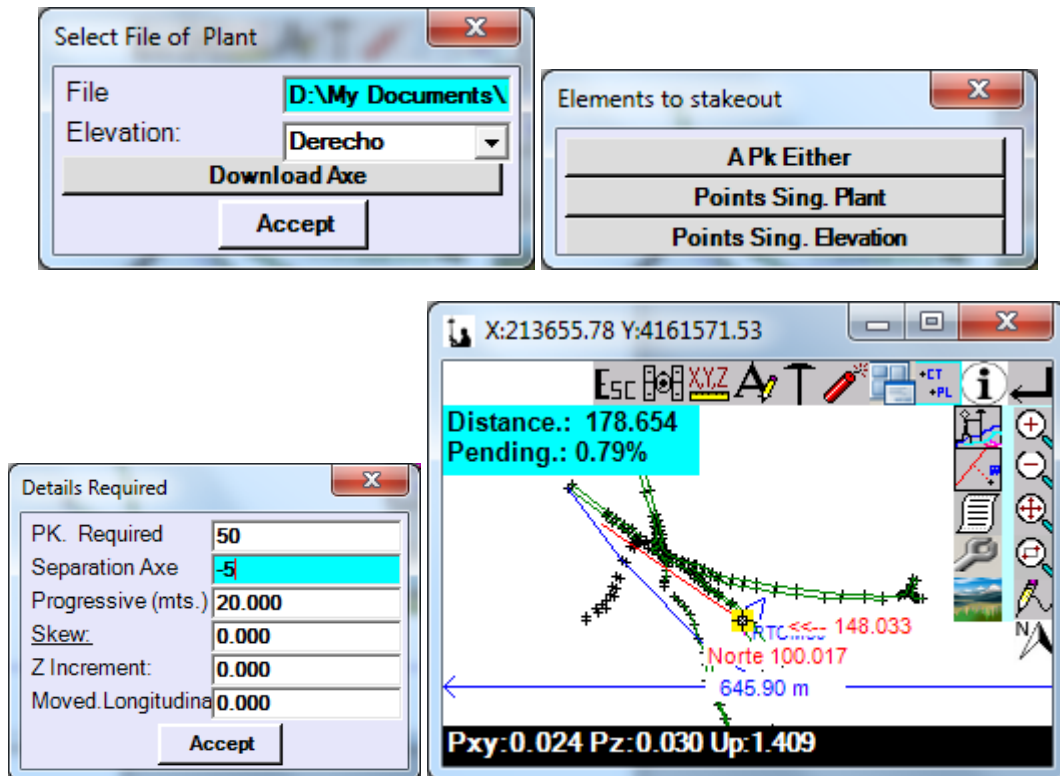 Select File of Plant
File D:\My Documents\
Elevation: Derecho
Download Axe
Accept
Elements to stakeout
A Pk Either
Points Sing. Plant
Points Sing. Elevation
Details Required
PK. Required 50
Separation Axe -5
Progressive (mts.) 20.000
Skew: 0.000
Z Increment: 0.000
Moved.Longitudina 0.000
Accept
X:213655.78 Y:4161571.53
Esc X,Y,Z +CT +PL
Distance.: 178.654
Pending.: 0.79%
<<-- 148.033
Norte 100.017
645.90 m
N
Pxy:0.024 Pz:0.030 Up:1.409